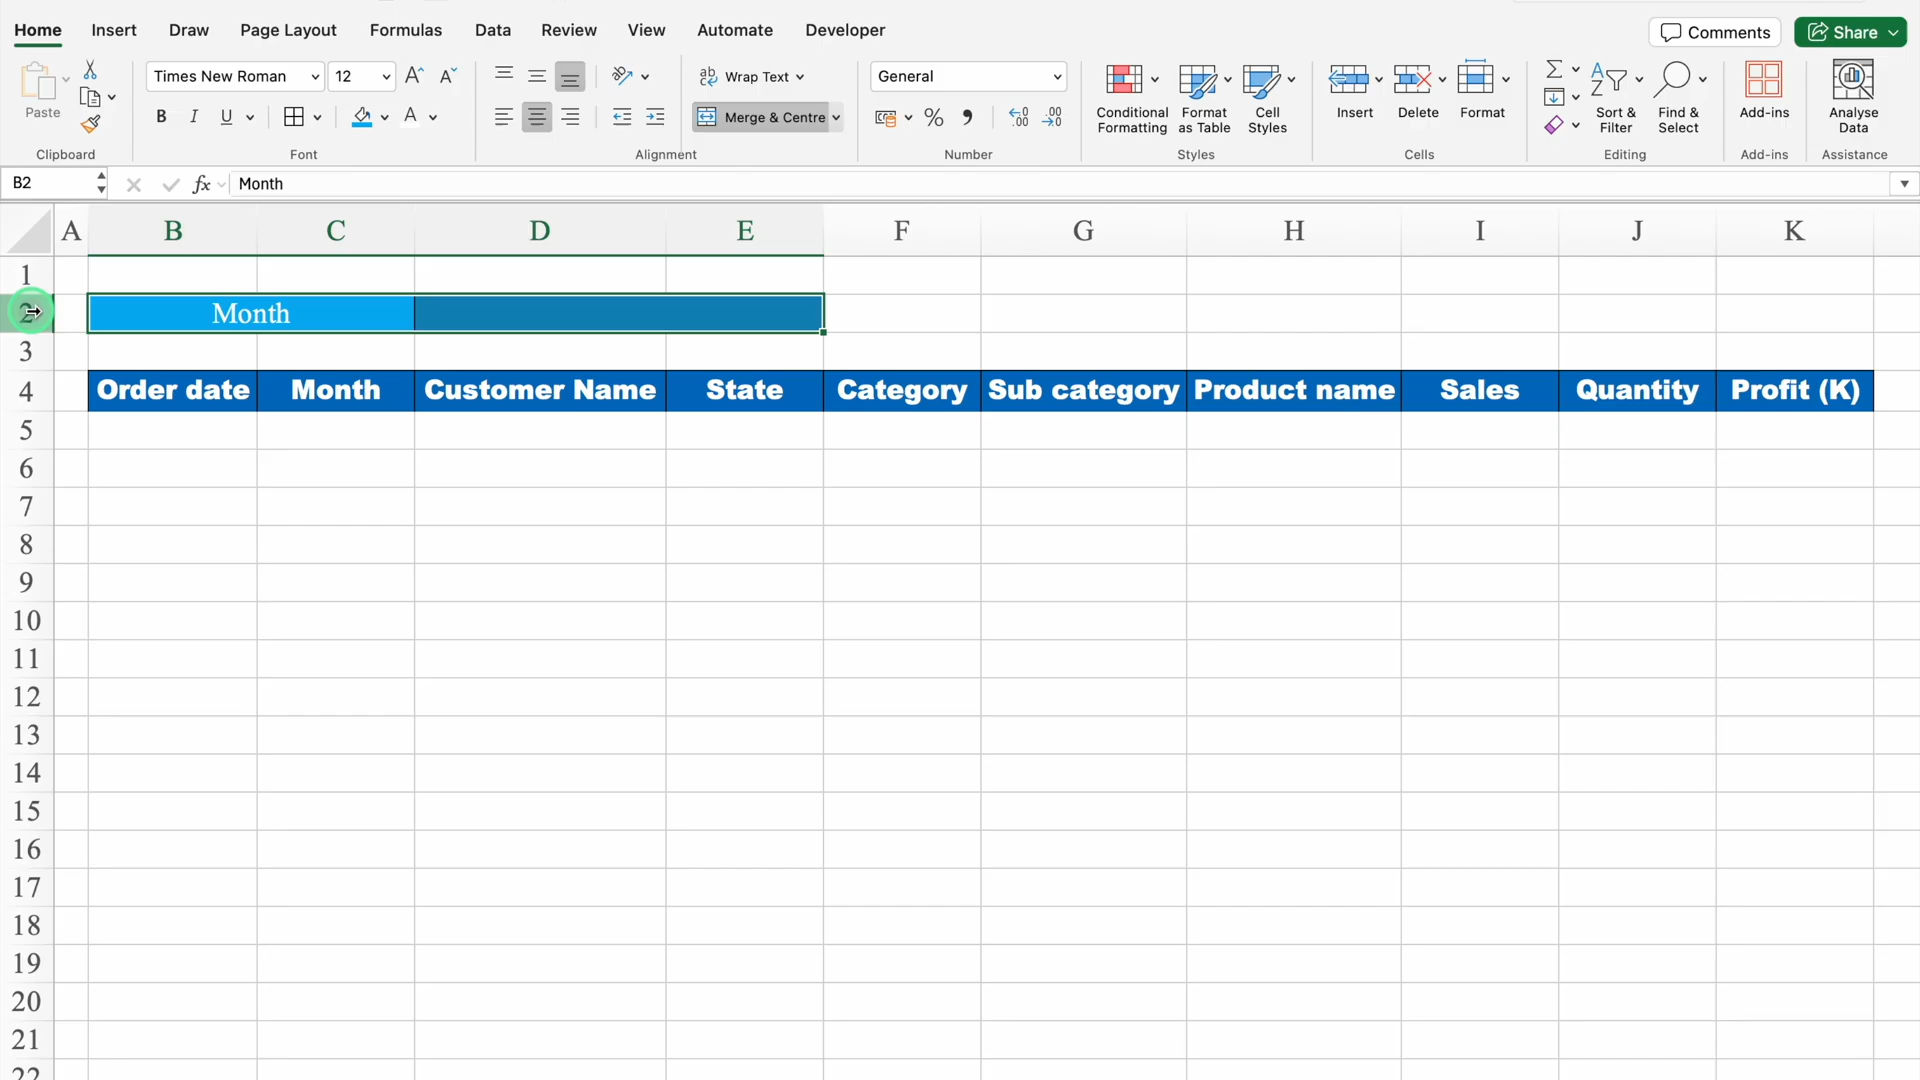 Home Insert Draw Page Layout Formulas Data Review View Automate Developer Comments Share
Times New Roman 12 Wrap Text General
Paste B I U A Merge & Centre % Conditional Formatting Format as Table Cell Styles Insert Delete Format Sort & Filter Find & Select Add-ins Analyse Data
Clipboard Font Alignment Number Styles Cells Editing Add-ins Assistance
B2 fx Month
A B C D E F G H I J K
1
2 Month
3
4 Order date Month Customer Name State Category Sub category Product name Sales Quantity Profit (K)
5
6
7
8
9
10
11
12
13
14
15
16
17
18
19
20
21
22